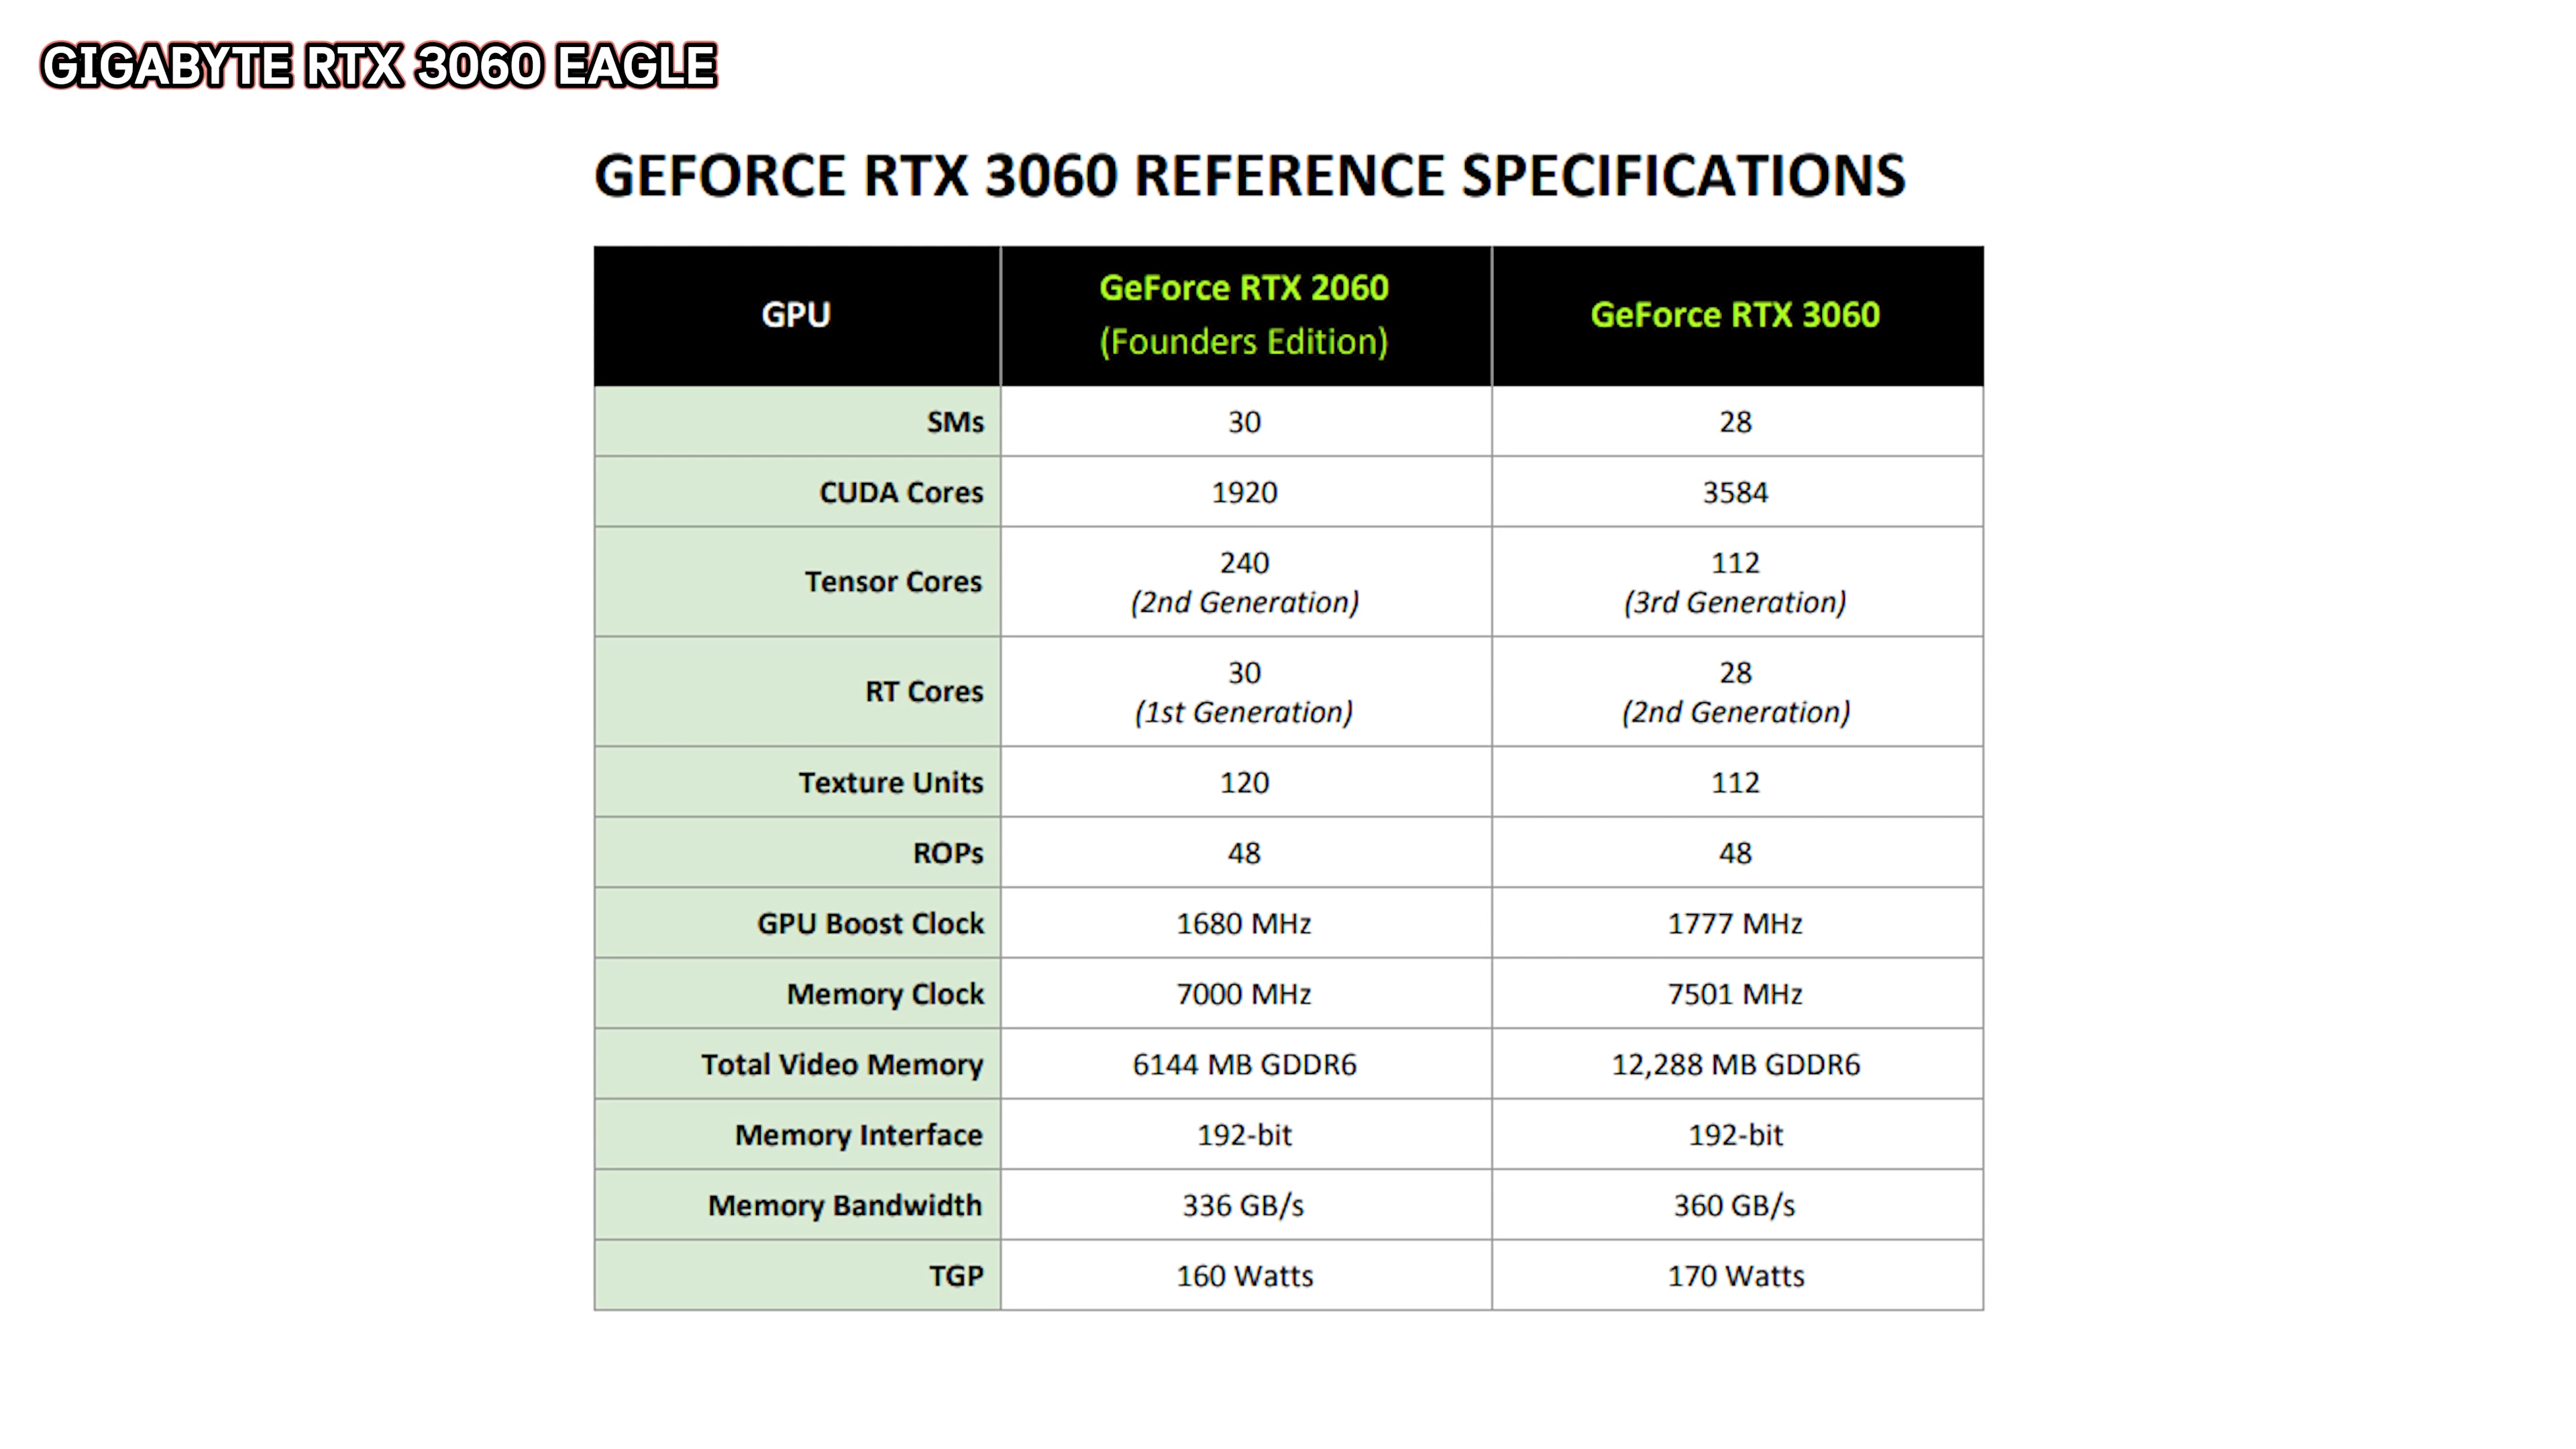 GIGABYTE RTX 3060 EAGLE
GEFORCE RTX 3060 REFERENCE SPECIFICATIONS
GPU GeForce RTX 2060 (Founders Edition) GeForce RTX 3060
SMs 30 28
CUDA Cores 1920 3584
Tensor Cores 240 (2nd Generation) 112 (3rd Generation)
RT Cores 30 (1st Generation) 28 (2nd Generation)
Texture Units 120 112
ROPs 48 48
GPU Boost Clock 1680 MHz 1777 MHz
Memory Clock 7000 MHz 7501 MHz
Total Video Memory 6144 MB GDDR6 12,288 MB GDDR6
Memory Interface 192-bit 192-bit
Memory Bandwidth 336 GB/s 360 GB/s
TGP 160 Watts 170 Watts